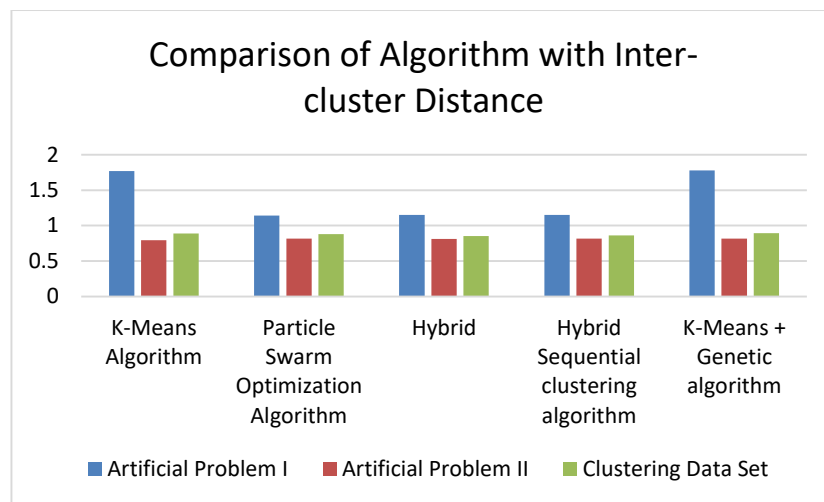 Comparison of Algorithm with Inter-
cluster Distance
2
1.5
1
0.5
0
K-Means
Algorithm
Particle
Swarm
Optimization
Algorithm
Hybrid
Hybrid
Sequential
clustering
algorithm
K-Means +
Genetic
algorithm
Artificial Problem I
Artificial Problem II
Clustering Data Set